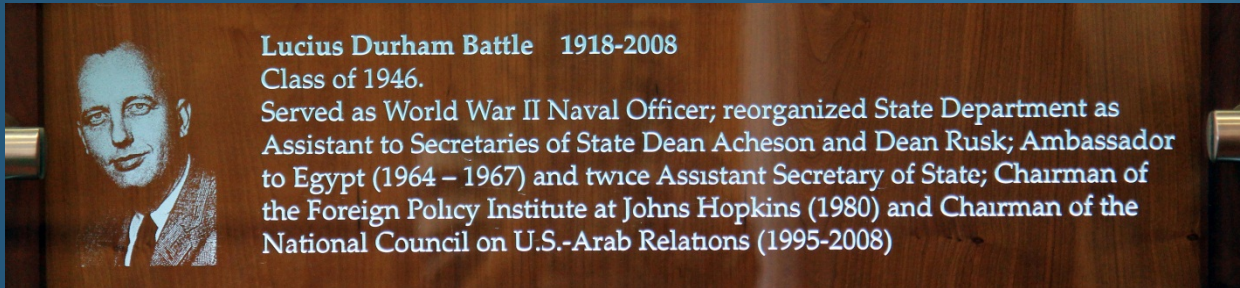 Lucius Durham Battle 1918-2008
Class of 1946.
Served as World War II Naval Officer; reorganized State Department as
Assistant to Secretaries of State Dean Acheson and Dean Rusk; Ambassador
to Egypt (1964 – 1967) and twice Assistant Secretary of State; Chairman of
the Foreign Policy Institute at Johns Hopkins (1980) and Chairman of the
National Council on U.S.-Arab Relations (1995-2008)